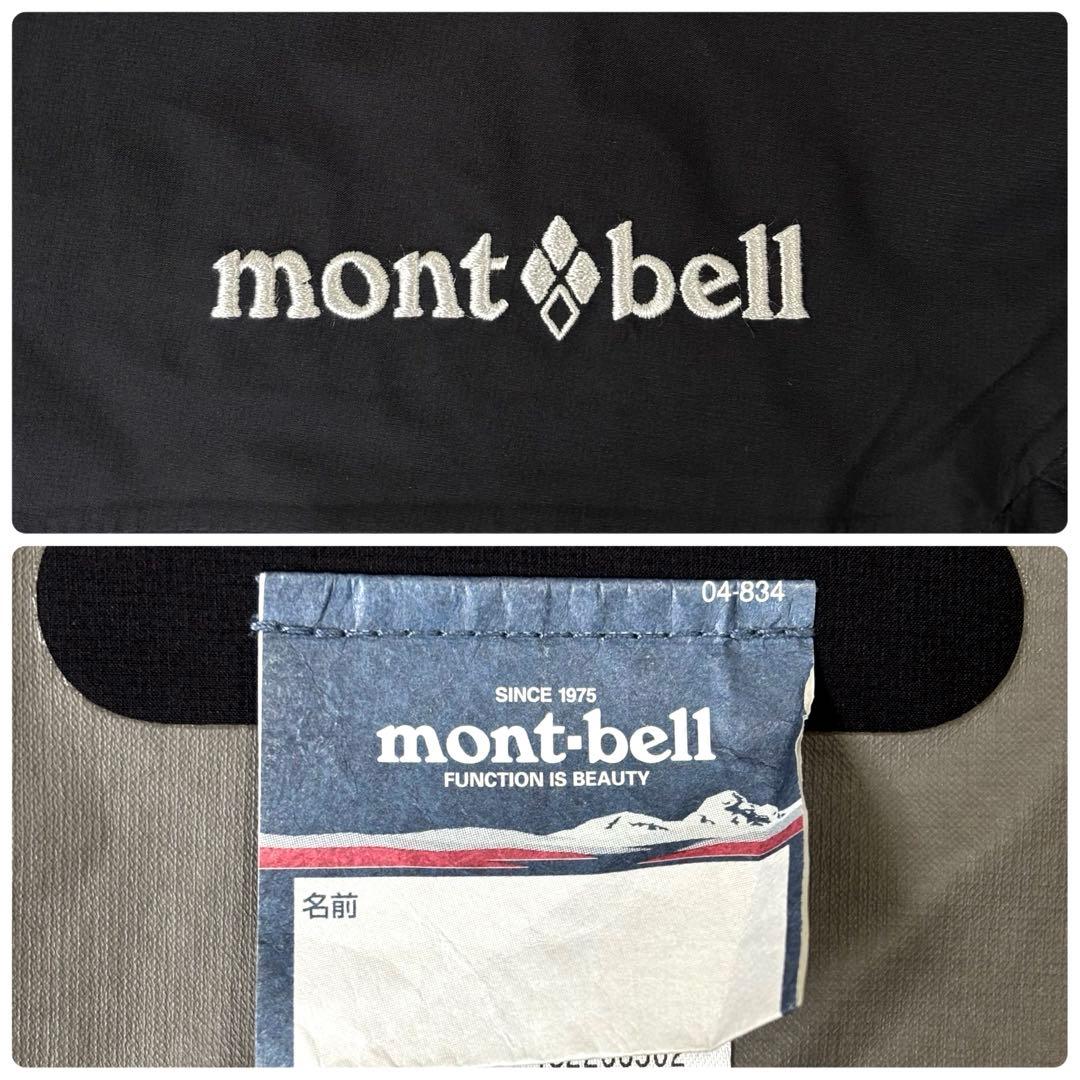 mont bell
04-834
SINCE 1975
mont-bell
FUNCTION IS BEAUTY
名前